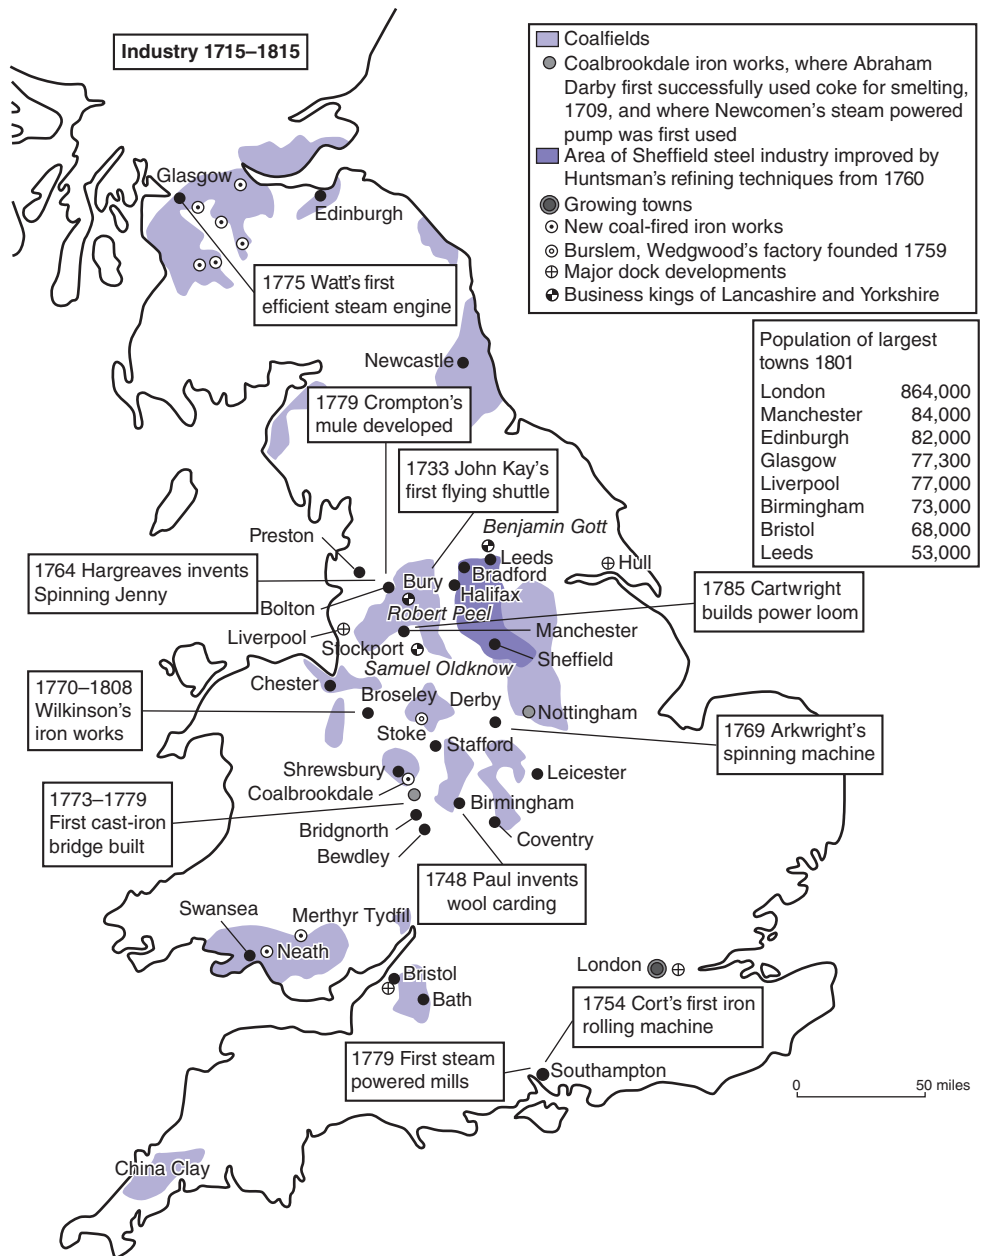 Industry 1715–1815
Coalfields
Coalbrookdale iron works, where Abraham
Darby first successfully used coke for smelting,
1709, and where Newcomen's steam powered
pump was first used
Area of Sheffield steel industry improved by
Huntsman's refining techniques from 1760
Growing towns
New coal-fired iron works
Burslem, Wedgwood's factory founded 1759
Major dock developments
Business kings of Lancashire and Yorkshire
Population of largest
towns 1801
London 864,000
Manchester 84,000
Edinburgh 82,000
Glasgow 77,300
Liverpool 77,000
Birmingham 73,000
Bristol 68,000
Leeds 53,000
Glasgow
Edinburgh
1775 Watt's first
efficient steam engine
Newcastle
1779 Crompton's
mule developed
1733 John Kay's
first flying shuttle
Benjamin Gott
Preston
Leeds
Hull
1764 Hargreaves invents
Spinning Jenny
Bury
Bradford
Halifax
1785 Cartwright
builds power loom
Bolton
Robert Peel
Liverpool
Manchester
Stockport
Sheffield
Samuel Oldknow
Chester
1770–1808
Wilkinson's
iron works
Broseley
Derby
Nottingham
Stoke
1769 Arkwright's
spinning machine
Stafford
Shrewsbury
Leicester
Coalbrookdale
1773–1779
First cast-iron
bridge built
Birmingham
Bridgnorth
Coventry
Bewdley
1748 Paul invents
wool carding
Swansea
Merthyr Tydfil
Neath
London
Bristol
Bath
1754 Cort's first iron
rolling machine
1779 First steam
powered mills
Southampton
0 50 miles
China Clay